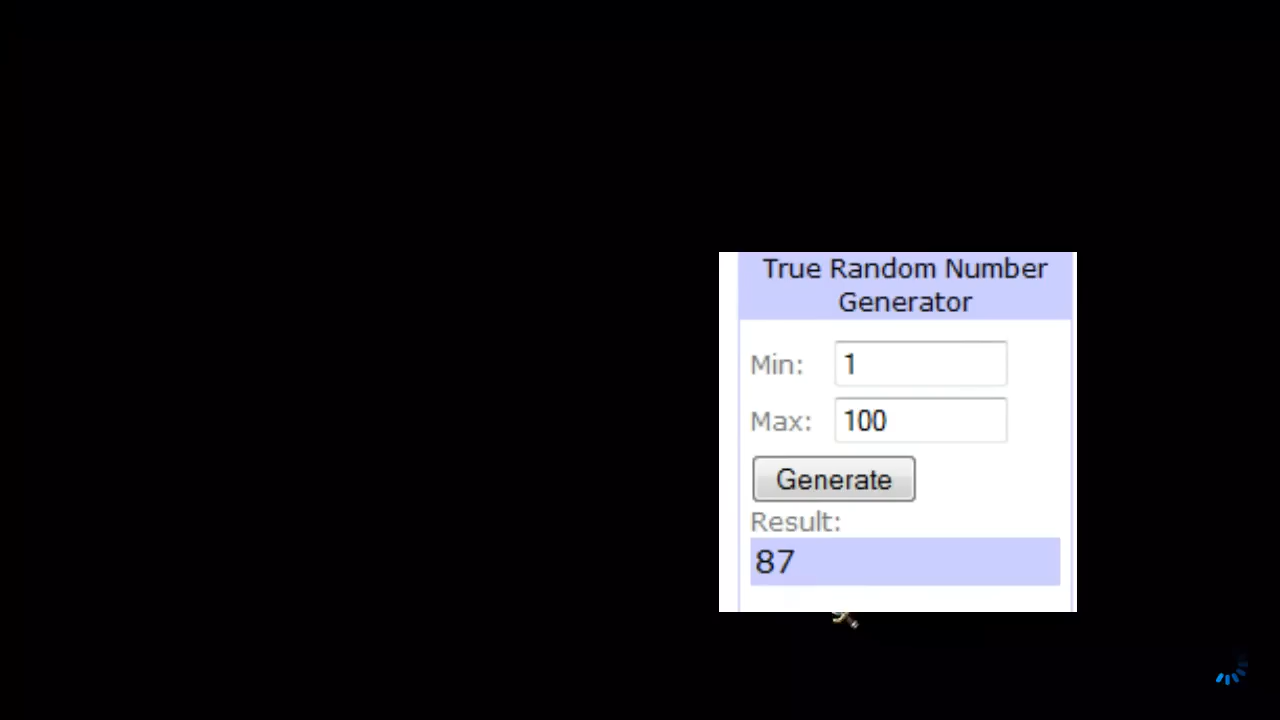 True Random Number
Generator
Min: 1
Max: 100
Generate
Result:
87